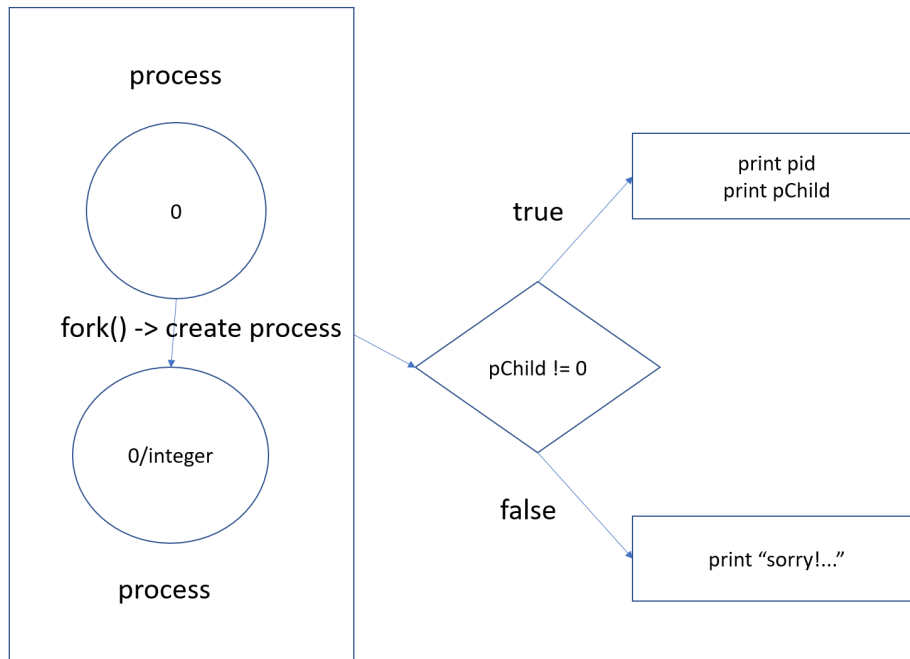 process
0
fork() -> create process
0/integer
process
pChild != 0
true
print pid
print pChild
false
print “sorry!...”